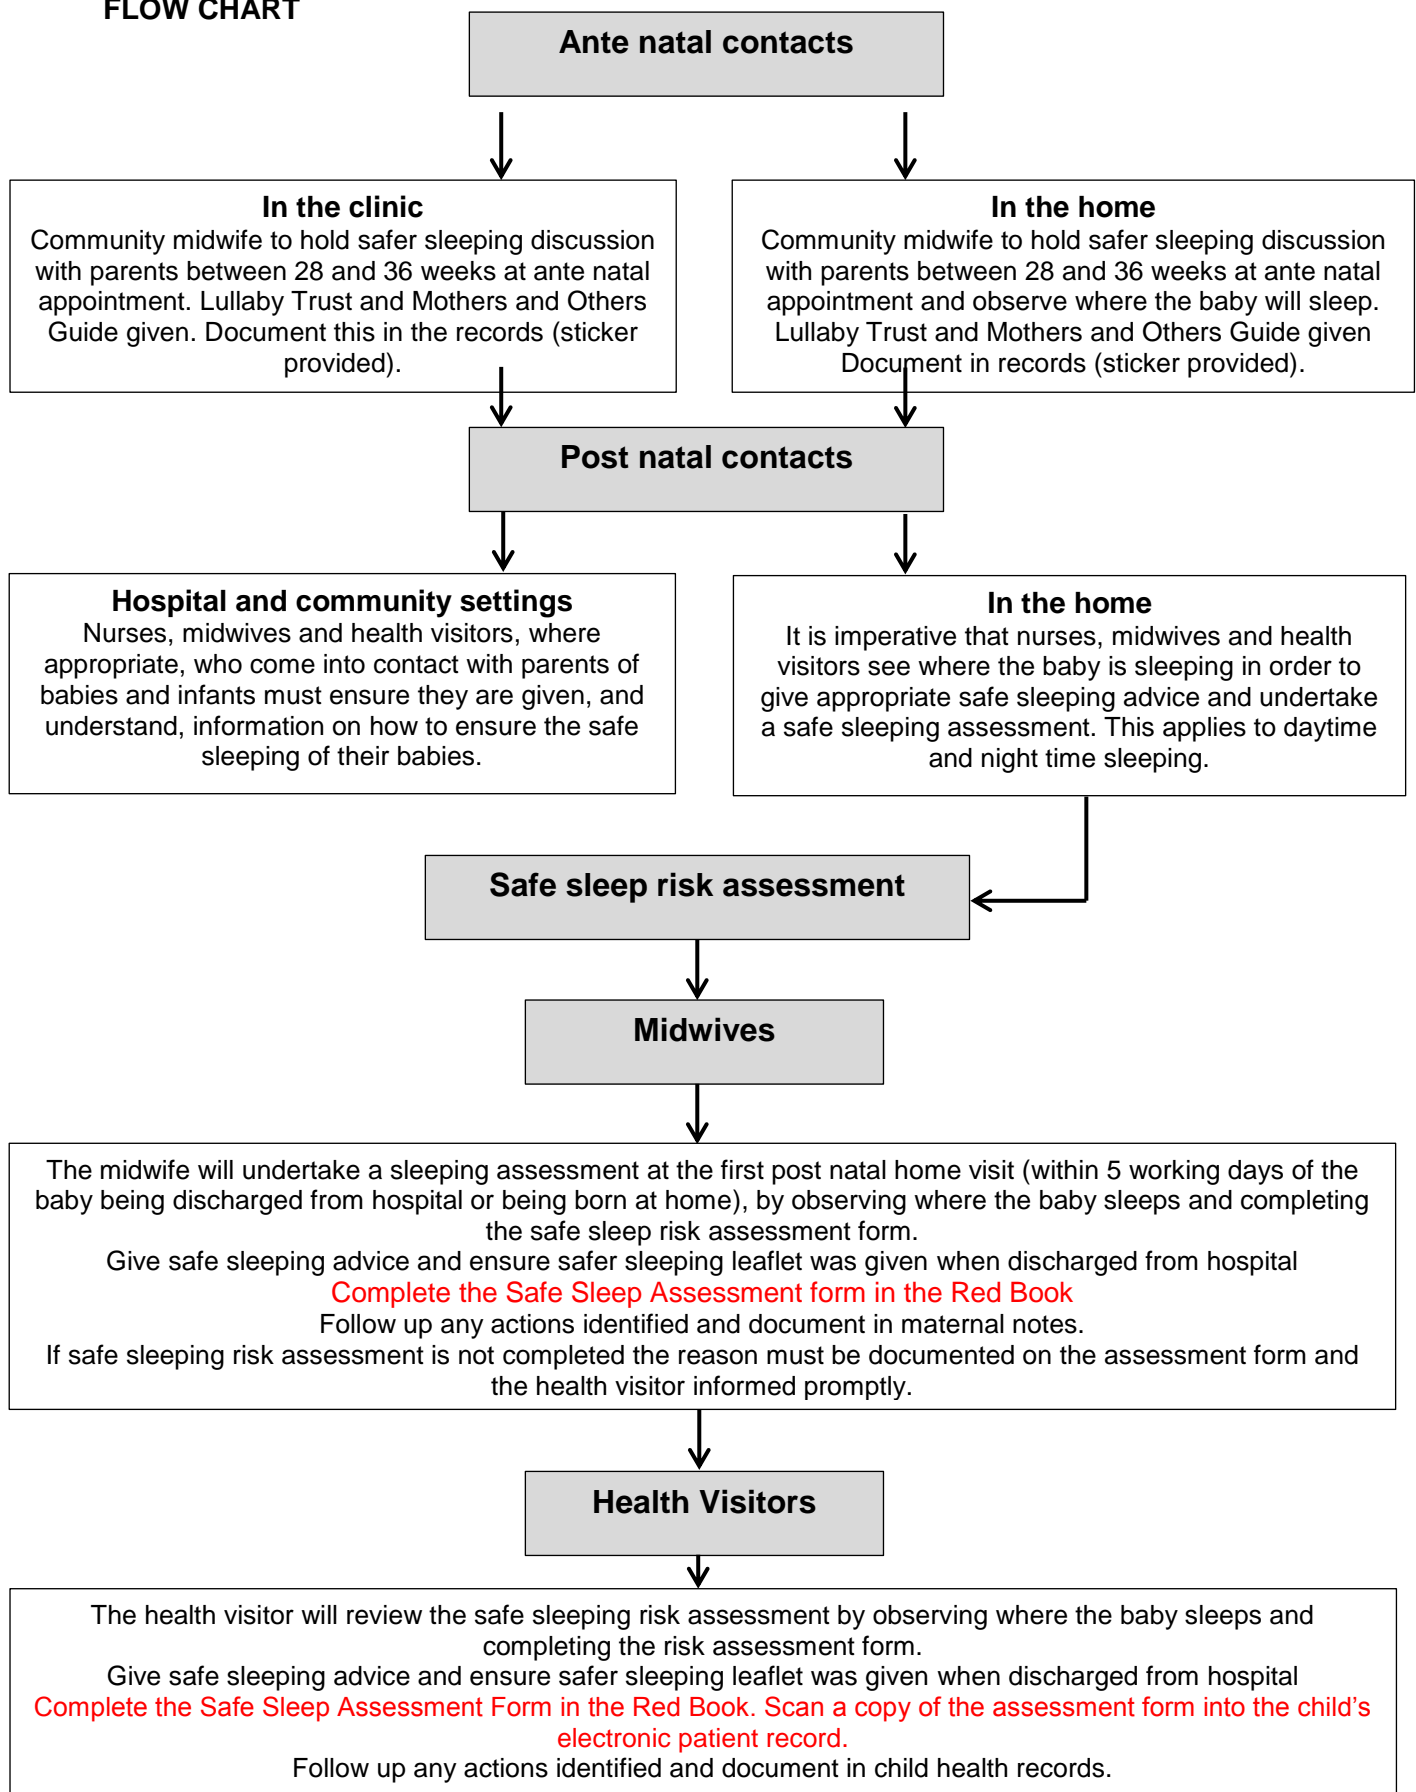 FLOW CHART
Ante natal contacts
In the clinic
Community midwife to hold safer sleeping discussion
with parents between 28 and 36 weeks at ante natal
appointment. Lullaby Trust and Mothers and Others
Guide given. Document this in the records (sticker
provided).
In the home
Community midwife to hold safer sleeping discussion
with parents between 28 and 36 weeks at ante natal
appointment and observe where the baby will sleep.
Lullaby Trust and Mothers and Others Guide given
Document in records (sticker provided).
Post natal contacts
Hospital and community settings
Nurses, midwives and health visitors, where
appropriate, who come into contact with parents of
babies and infants must ensure they are given, and
understand, information on how to ensure the safe
sleeping of their babies.
In the home
It is imperative that nurses, midwives and health
visitors see where the baby is sleeping in order to
give appropriate safe sleeping advice and undertake
a safe sleeping assessment. This applies to daytime
and night time sleeping.
Safe sleep risk assessment
Midwives
The midwife will undertake a sleeping assessment at the first post natal home visit (within 5 working days of the
baby being discharged from hospital or being born at home), by observing where the baby sleeps and completing
the safe sleep risk assessment form.
Give safe sleeping advice and ensure safer sleeping leaflet was given when discharged from hospital
Complete the Safe Sleep Assessment form in the Red Book
Follow up any actions identified and document in maternal notes.
If safe sleeping risk assessment is not completed the reason must be documented on the assessment form and
the health visitor informed promptly.
Health Visitors
The health visitor will review the safe sleeping risk assessment by observing where the baby sleeps and
completing the risk assessment form.
Give safe sleeping advice and ensure safer sleeping leaflet was given when discharged from hospital
Complete the Safe Sleep Assessment Form in the Red Book. Scan a copy of the assessment form into the child’s
electronic patient record.
Follow up any actions identified and document in child health records.